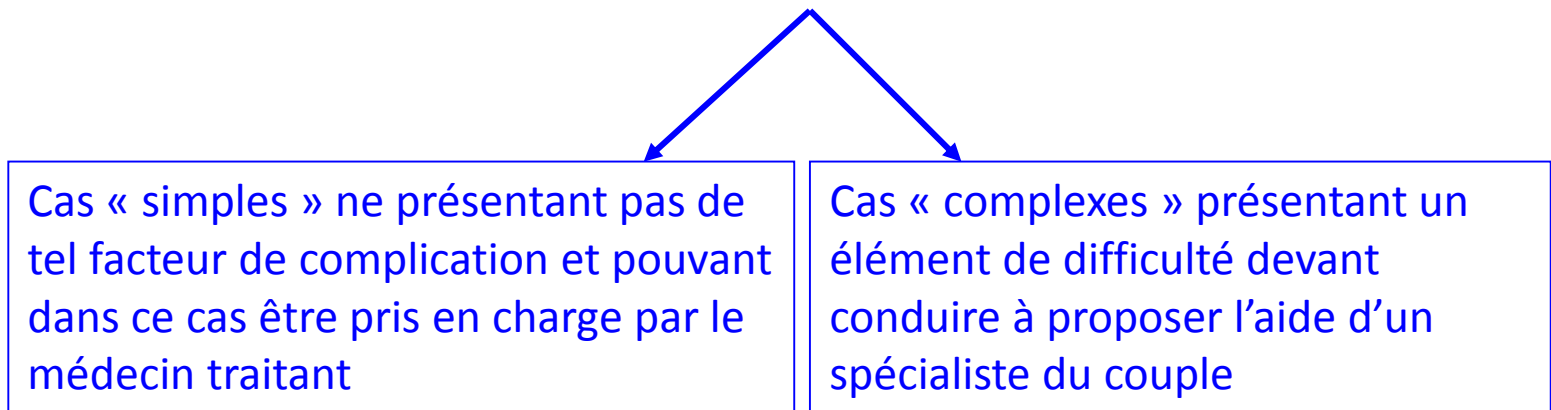 Cas « simples » ne présentant pas de
tel facteur de complication et pouvant
dans ce cas être pris en charge par le
médecin traitant
Cas « complexes » présentant un
élément de difficulté devant
conduire à proposer l’aide d’un
spécialiste du couple